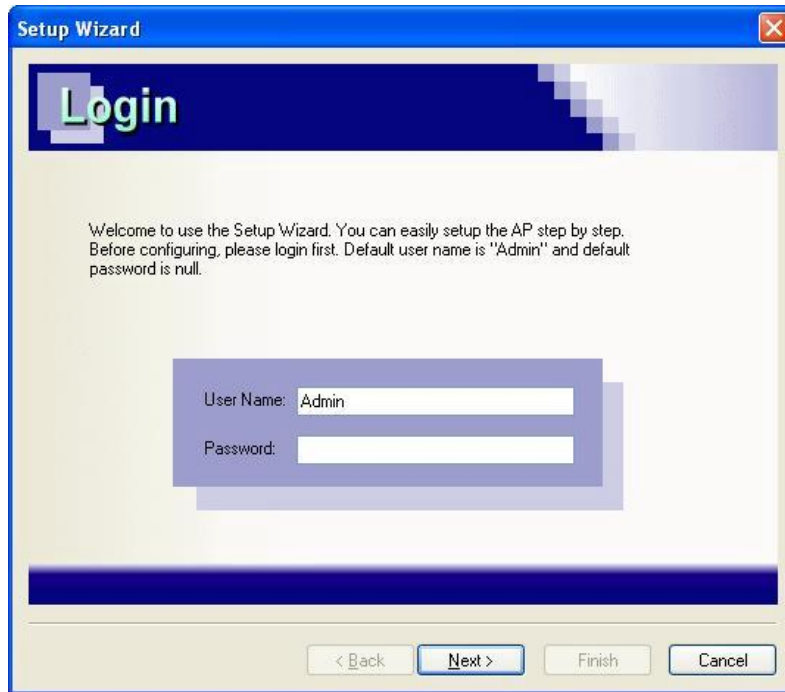 Setup Wizard
Login
Welcome to use the Setup Wizard. You can easily setup the AP step by step.
Before configuring, please login first. Default user name is "Admin" and default
password is null.
User Name: Admin
Password:
< Back Next > Finish Cancel